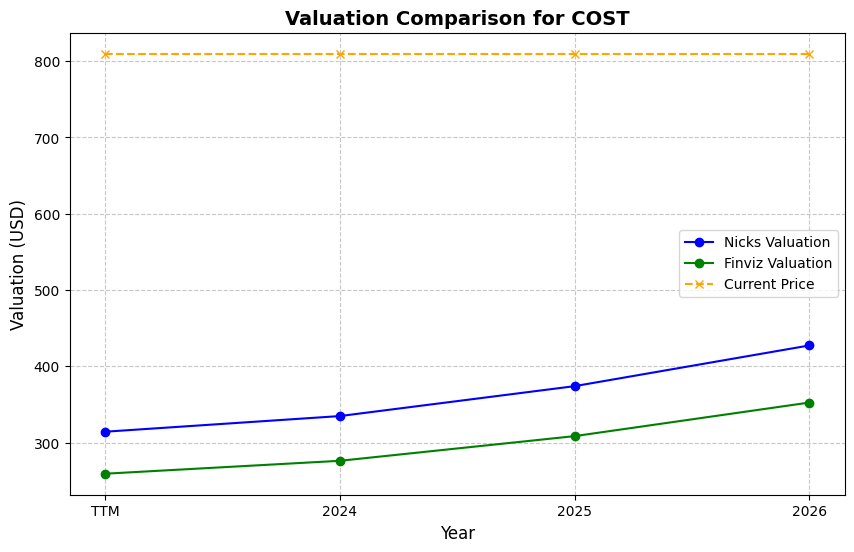 Valuation Comparison for COST
Valuation (USD)
800
700
600
500
400
300
Nicks Valuation
Finviz Valuation
Current Price
TTM 2024 2025 2026
Year